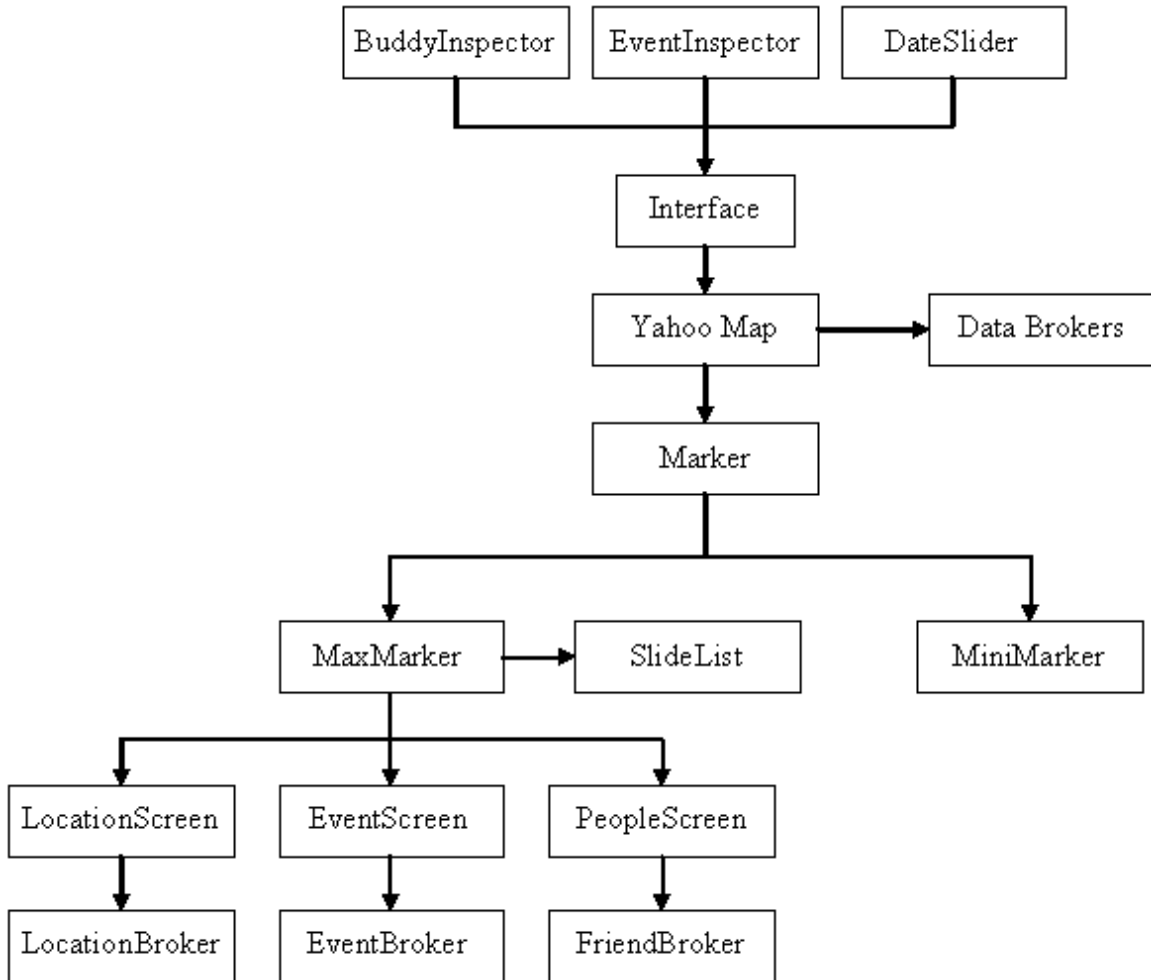 BuddyInspector
EventInspector
DateSlider
Interface
Yahoo Map
Data Brokers
Marker
MaxMarker
SlideList
MiniMarker
LocationScreen
EventScreen
PeopleScreen
LocationBroker
EventBroker
FriendBroker